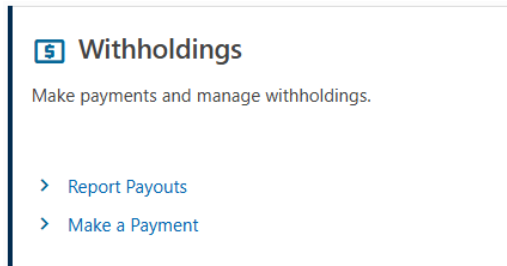 Withholdings
Make payments and manage withholdings.
Report Payouts
Make a Payment